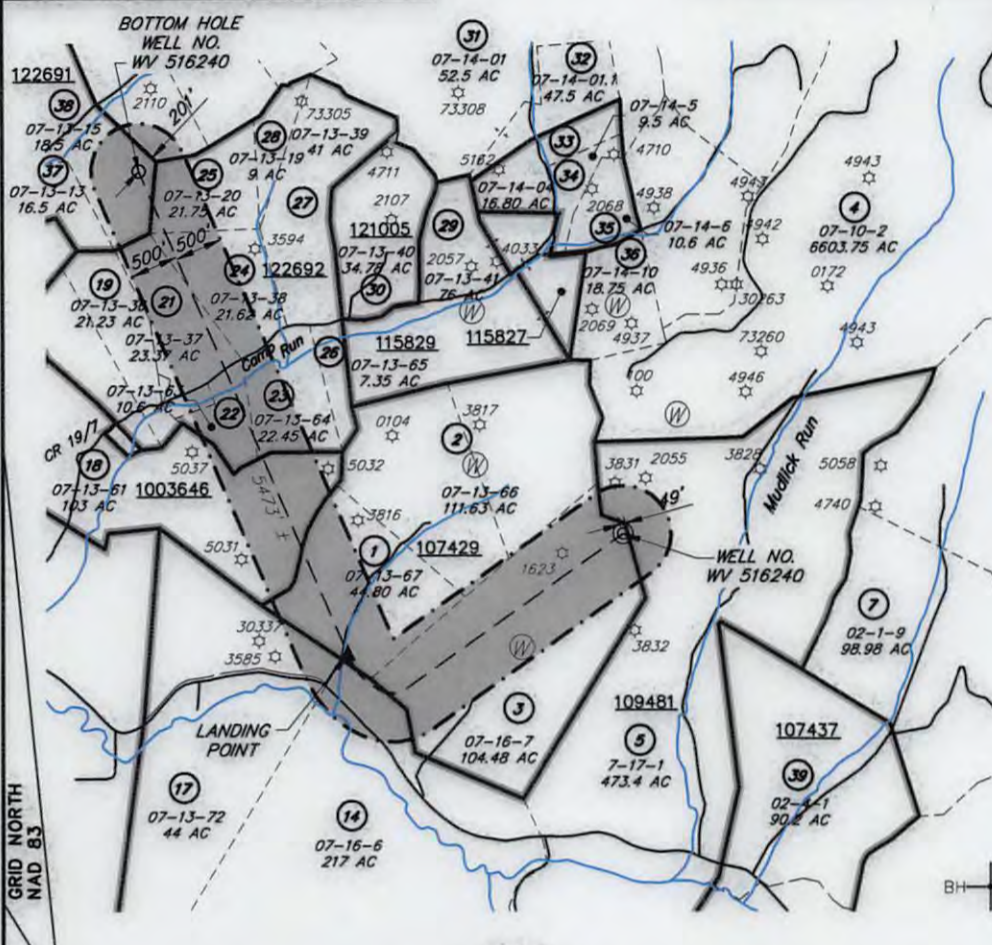 BOTTOM HOLE
WELL NO.
WV 516240
122691
38
07-13-15
18.5 AC
37
07-13-13
16.5 AC
2110
201'
31
07-14-01
52.5 AC
73308
32
07-14-01.1
47.5 AC
73305
28
07-13-39
41 AC
07-13-19
9 AC
25
07-13-20
21.75 AC
27
4711
2107
121005
07-13-40
34.78 AC
30
5162
33
34
07-14-04
16.80 AC
07-14-5
9.5 AC
4710
2068
4938
35
07-14-6
10.6 AC
36
07-14-10
18.75 AC
W
2069
4937
4943
4943
4942
4936
30263
4
07-10-2
6603.75 AC
0172
73260
4943
4946
100
W
29
2057
07-13-41
76 AC
4033
W
500'
500'
3594
24
122692
07-13-38
21.62 AC
19
07-13-38
21.23 AC
21
07-13-37
23.37 AC
Camp Run
26
115829
07-13-65
7.35 AC
115827
07-13-6
10.6 AC
22
23
07-13-64
22.45 AC
CR 19/7
18
07-13-61
103 AC
5037
1003646
5031
5473' ±
5032
3816
0104
3817
2
W
07-13-66
111.63 AC
1
107429
07-13-67
44.80 AC
1623
W
3831
2055
3828
49'
WELL NO.
WV 516240
Mudlick Run
5058
4740
7
02-1-9
98.98 AC
30337
3585
3832
LANDING
POINT
3
07-16-7
104.48 AC
109481
5
7-17-1
473.4 AC
107437
39
02-4-1
90.2 AC
17
07-13-72
44 AC
14
07-16-6
217 AC
GRID NORTH
NAD 83
BH